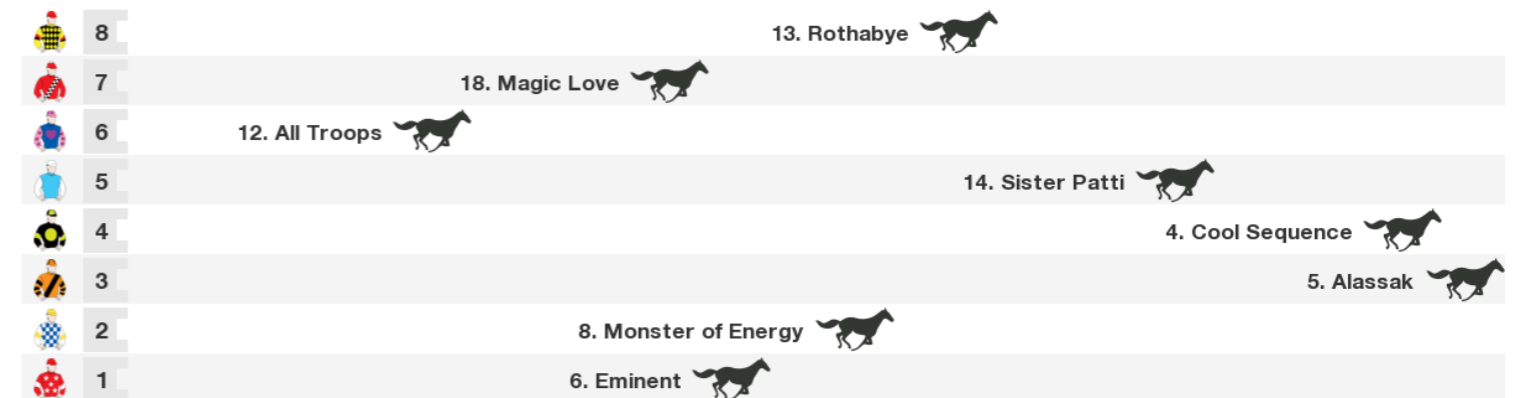 8 13. Rothabye
7 18. Magic Love
6 12. All Troops
5 14. Sister Patti
4 4. Cool Sequence
3 5. Alassak
2 8. Monster of Energy
1 6. Eminent